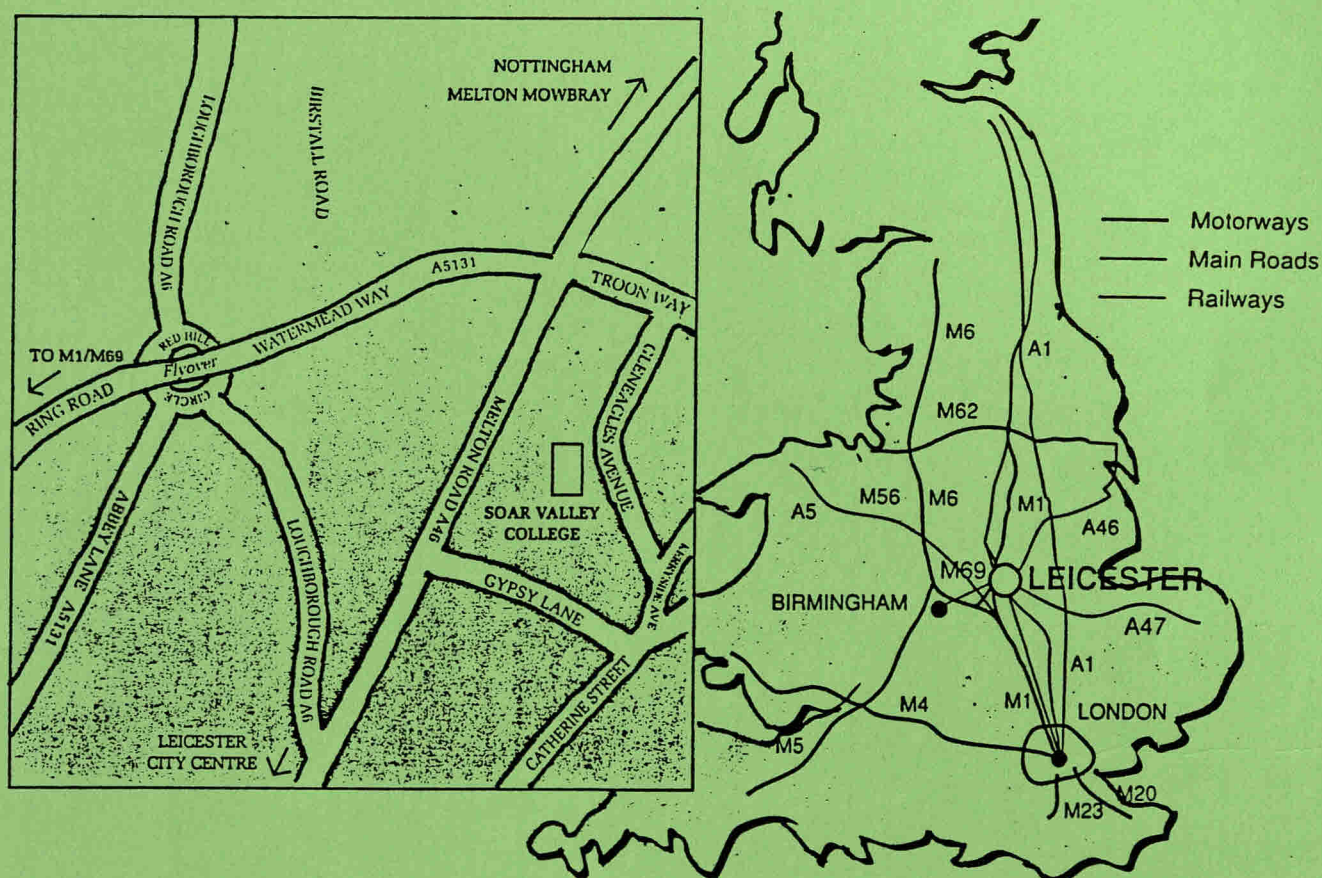 NOTTINGHAM
MELTON MOWBRAY
LOUGHBOROUGH ROAD A6
BIRSTALL ROAD
A5131
TROON WAY
WATERMEAD WAY
RED HILL
Flyover
CIRCLE
TO M1/M69
RING ROAD
GLENEAGLES AVENUE
MELTON ROAD A46
SOAR VALLEY
COLLEGE
ABBEY LANE A5131
LOUGHBOROUGH ROAD A6
GYPSY LANE
AVE
CATHERINE STREET
LEICESTER
CITY CENTRE
Motorways
Main Roads
Railways
M6
A1
M62
M56
A5
M6
M1
A46
M69
LEICESTER
BIRMINGHAM
A47
A1
M4
M1
LONDON
M5
M20
M23